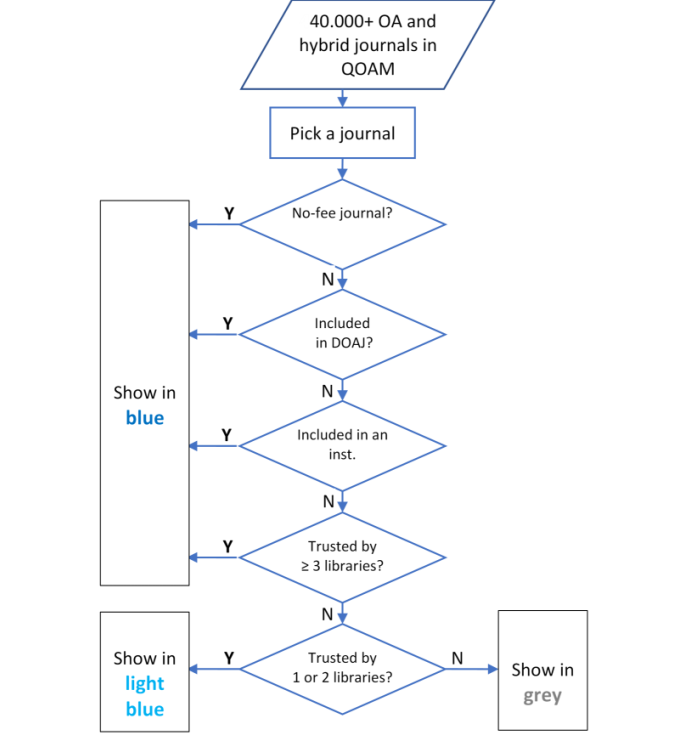 40.000+ OA and
hybrid journals in
QOAM
Pick a journal
No-fee journal?
Y
N
Included
in DOAJ?
Y
N
Show in
blue
Included in an
inst.
Y
N
Trusted by
≥ 3 libraries?
Y
N
Trusted by
1 or 2 libraries?
Y
N
Show in
light
blue
Show in
grey